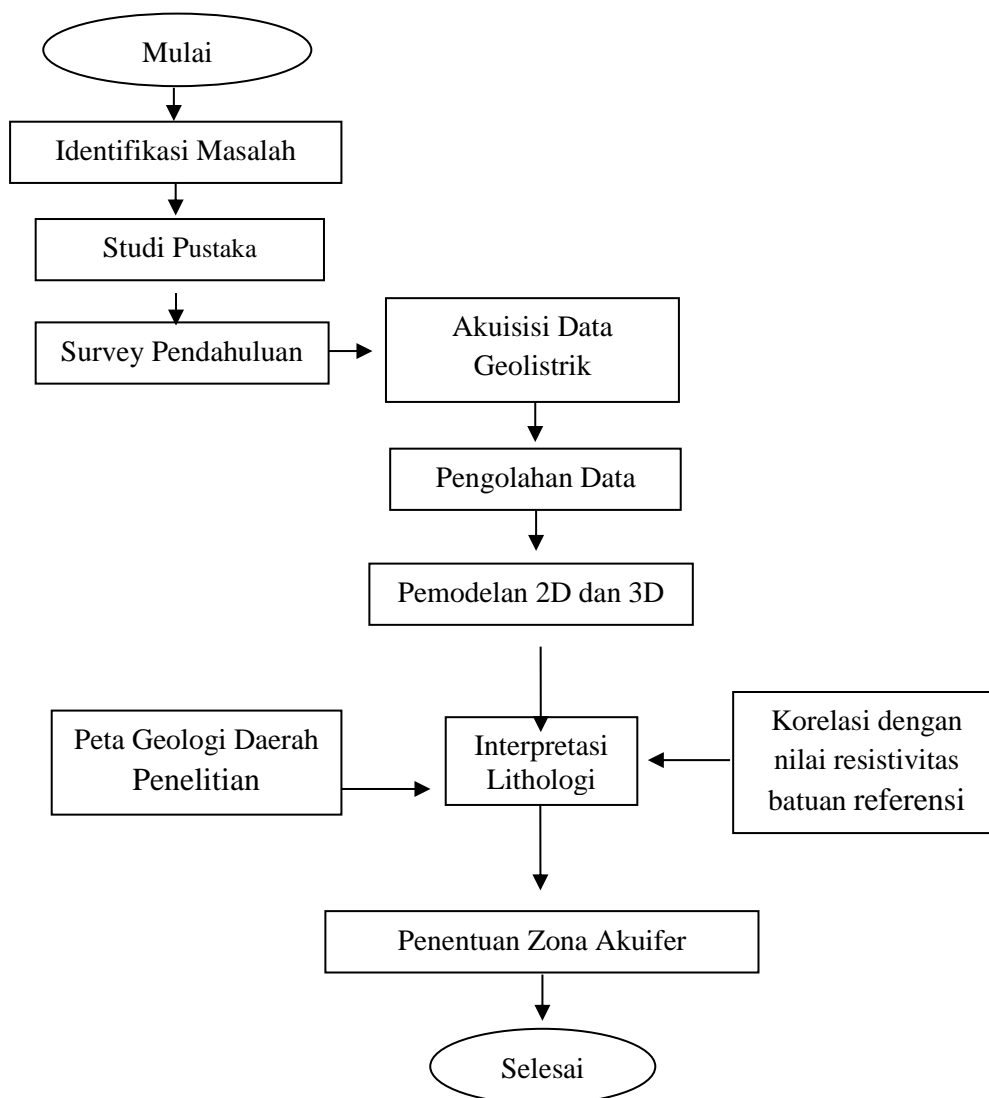 Mulai
Identifikasi Masalah
Studi Pustaka
Survey Pendahuluan
Akuisisi Data
Geolistrik
Pengolahan Data
Pemodelan 2D dan 3D
Peta Geologi Daerah
Penelitian
Interpretasi
Lithologi
Korelasi dengan
nilai resistivitas
batuan referensi
Penentuan Zona Akuifer
Selesai